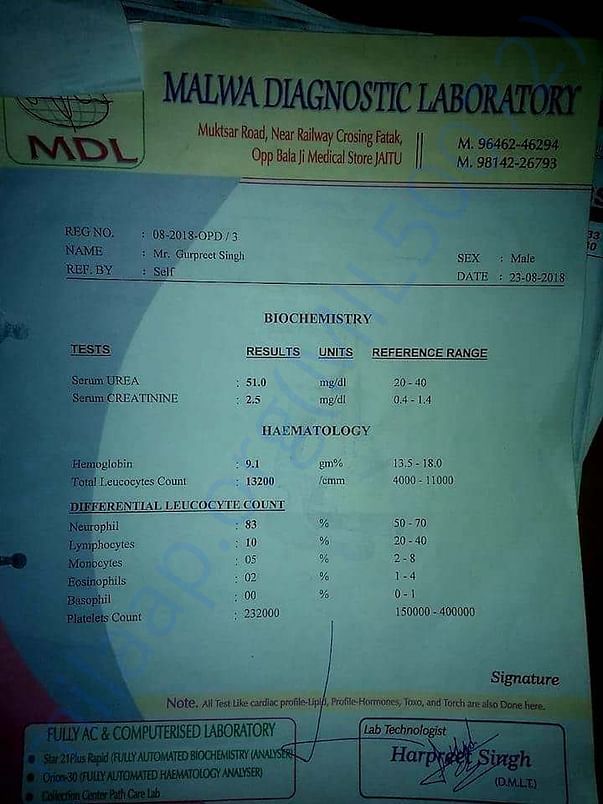 MALWA DIAGNOSTIC LABORATORY
MDL
Muktsar Road, Near Railway Crosing Fatak,
Opp Bala Ji Medical Store JAITU
M. 96462-46294
M. 98142-26793
REG NO. : 08-2018-OPD / 3
NAME : Mr. Gurpreet Singh
SEX : Male
REF. BY : Self
DATE : 23-08-2018
BIOCHEMISTRY
TESTS RESULTS UNITS REFERENCE RANGE
Serum UREA : 51.0 mg/dl 20 - 40
Serum CREATININE : 2.5 mg/dl 0.4 - 1.4
HAEMATOLOGY
Hemoglobin : 9.1 gm% 13.5 - 18.0
Total Leucocytes Count : 13200 /cmm 4000 - 11000
DIFFERENTIAL LEUCOCYTE COUNT
Neurophil : 83 % 50 - 70
Lymphocytes : 10 % 20 - 40
Monocytes : 05 % 2 - 8
Eosinophils : 02 % 1 - 4
Basophil : 00 % 0 - 1
Platelets Count : 232000 150000 - 400000
Signature
Note. All Test Like cardiac profile-Lipid, Profile-Hormones, Toxo, and Torch are also Done here.
FULLY AC & COMPUTERISED LABORATORY
Star 21Plus Rapid (FULLY AUTOMATED BIOCHEMISTRY (ANALYSER)
Orion-30 (FULLY AUTOMATED HAEMATOLOGY ANALYSER)
Collection Center Path Care Lab
Lab Technologist
Harpreet Singh
(D.M.L.T.)